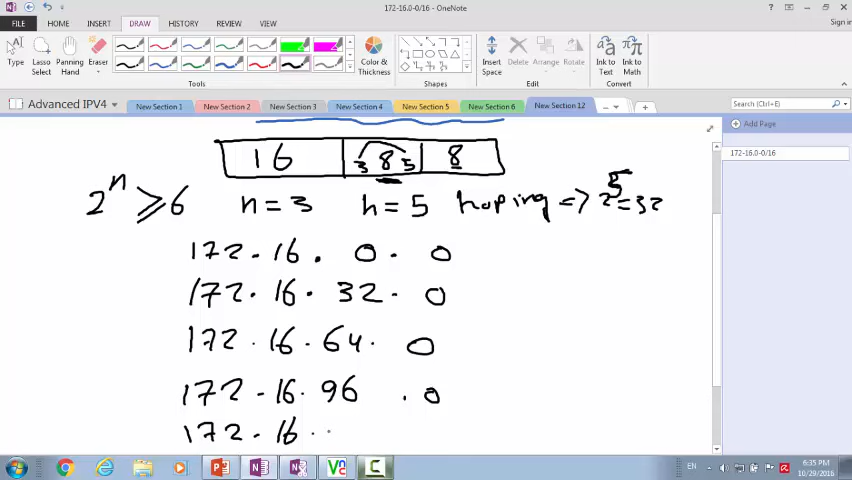 172-16.0-0/16 - OneNote
FILE HOME INSERT DRAW HISTORY REVIEW VIEW
Sign in
Type Lasso Select Panning Hand Eraser Color & Thickness Insert Space Delete Arrange Rotate Ink to Text Ink to Math
Tools Shapes Edit Convert
Advanced IPV4 New Section 1 New Section 2 New Section 3 New Section 4 New Section 5 New Section 6 New Section 12 Search (Ctrl+E)
Add Page
172-16.0-0/16
16 3 8 5 8
2^n ≥ 6 n = 3 h = 5 hoping => 2^5 = 32
172 . 16 . 0 . 0
172 . 16 . 32 . 0
172 . 16 . 64 . 0
172 . 16 . 96 . 0
172 . 16 .
EN 6:35 PM
10/29/2016